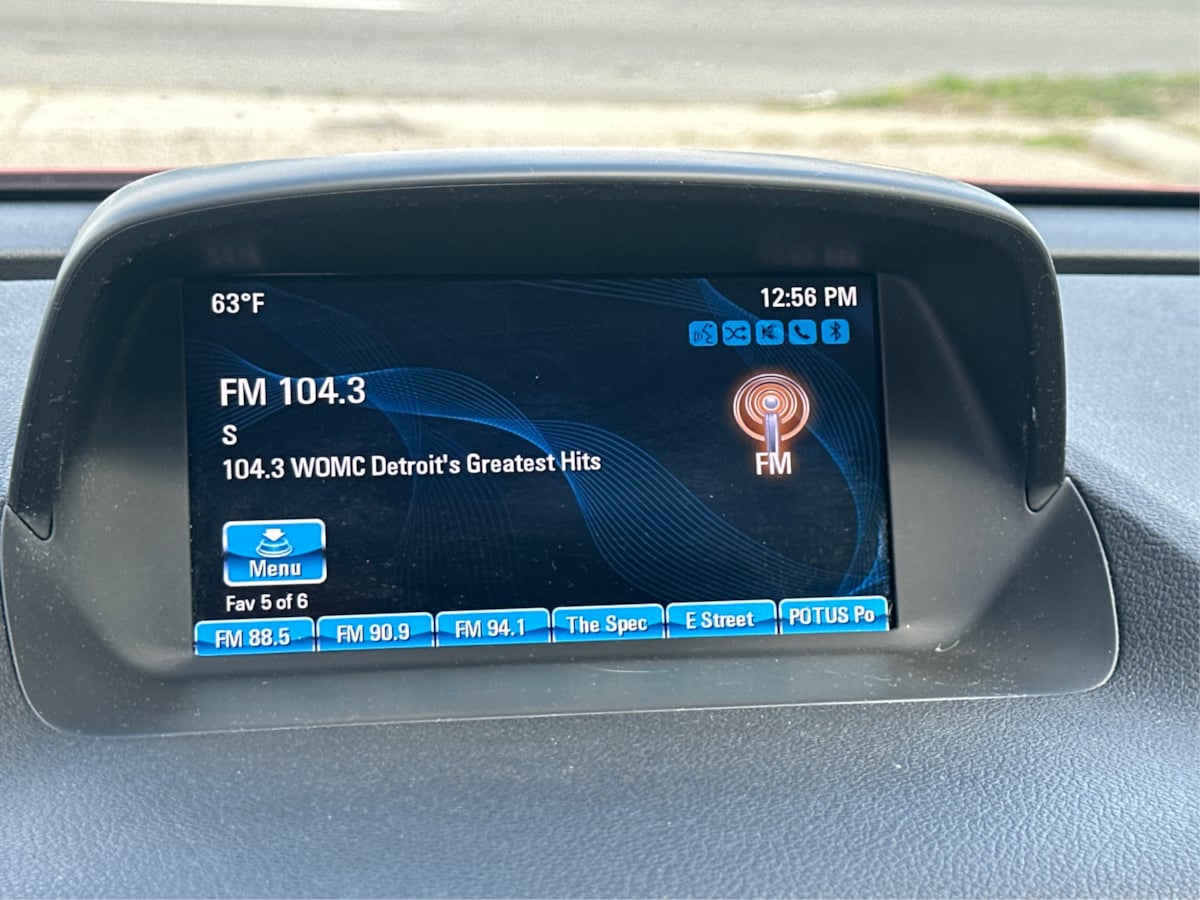 63°F
12:56 PM
FM 104.3
S
104.3 WOMC Detroit's Greatest Hits
FM
Menu
Fav 5 of 6
FM 88.5
FM 90.9
FM 94.1
The Spec
E Street
POTUS Po